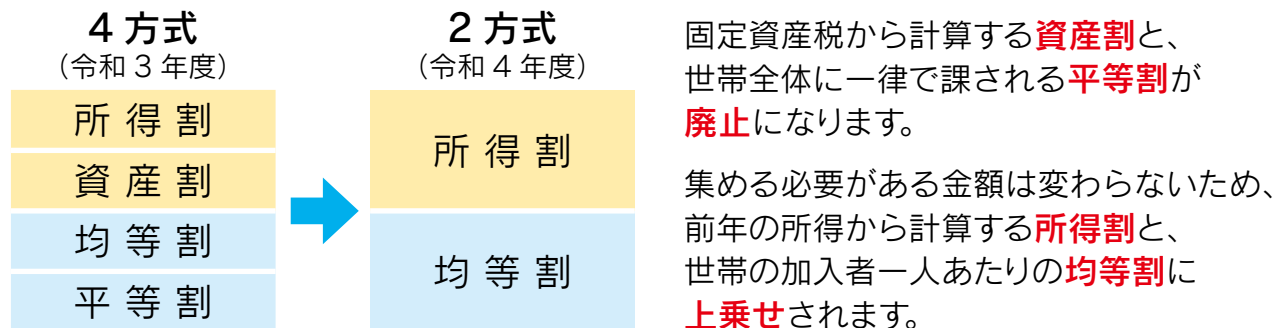 4 方式
（令和 3 年度）
所 得 割
資 産 割
均 等 割
平 等 割
2 方式
（令和 4 年度）
所 得 割
均 等 割
固定資産税から計算する資産割と、
世帯全体に一律で課される平等割が
廃止になります。
集める必要がある金額は変わらないため、
前年の所得から計算する所得割と、
世帯の加入者一人あたりの均等割に
上乗せされます。